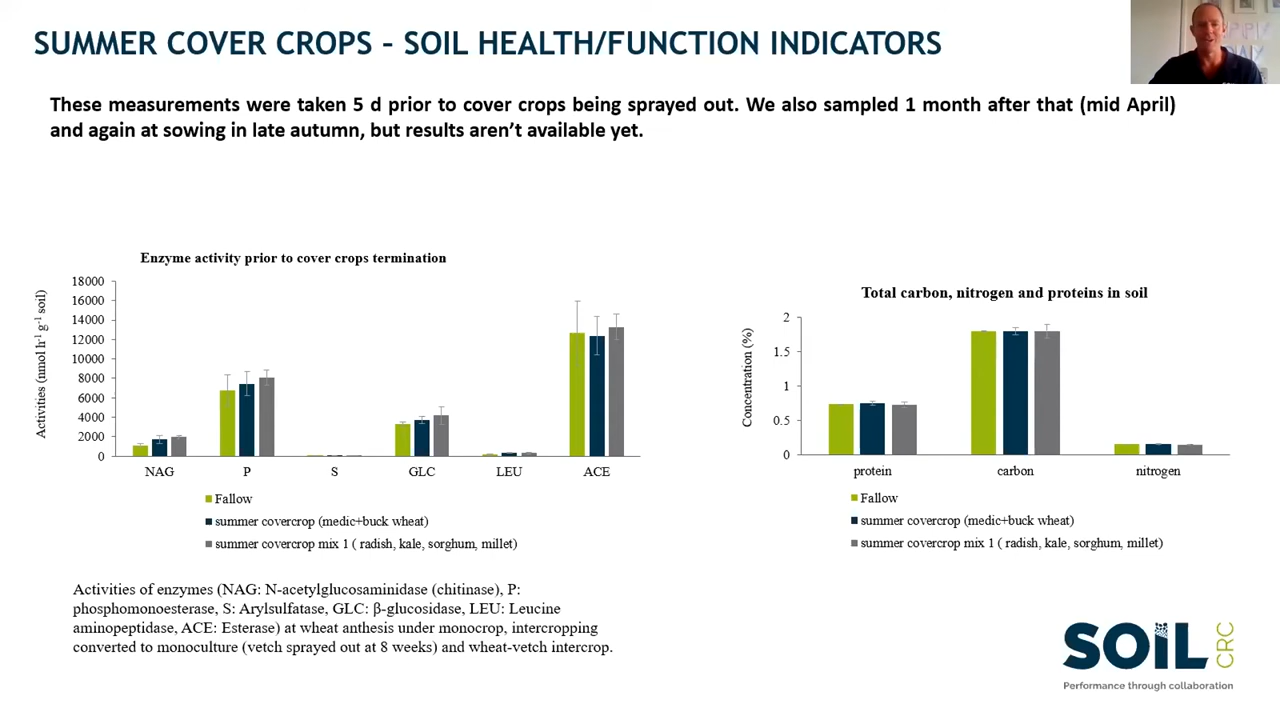 SUMMER COVER CROPS – SOIL HEALTH/FUNCTION INDICATORS
These measurements were taken 5 d prior to cover crops being sprayed out. We also sampled 1 month after that (mid April)
and again at sowing in late autumn, but results aren't available yet.
Enzyme activity prior to cover crops termination
Activities (nmol h-1 g-1 soil)
18000
16000
14000
12000
10000
8000
6000
4000
2000
0
NAG P S GLC LEU ACE
Fallow
summer covercrop (medic+buck wheat)
summer covercrop mix 1 ( radish, kale, sorghum, millet)
Activities of enzymes (NAG: N-acetylglucosaminidase (chitinase), P:
phosphomonoesterase, S: Arylsulfatase, GLC: β-glucosidase, LEU: Leucine
aminopeptidase, ACE: Esterase) at wheat anthesis under monocrop, intercropping
converted to monoculture (vetch sprayed out at 8 weeks) and wheat-vetch intercrop.
Total carbon, nitrogen and proteins in soil
Concentration (%)
2
1.5
1
0.5
0
protein carbon nitrogen
Fallow
summer covercrop (medic+buck wheat)
summer covercrop mix 1 ( radish, kale, sorghum, millet)
SOIL CRC
Performance through collaboration